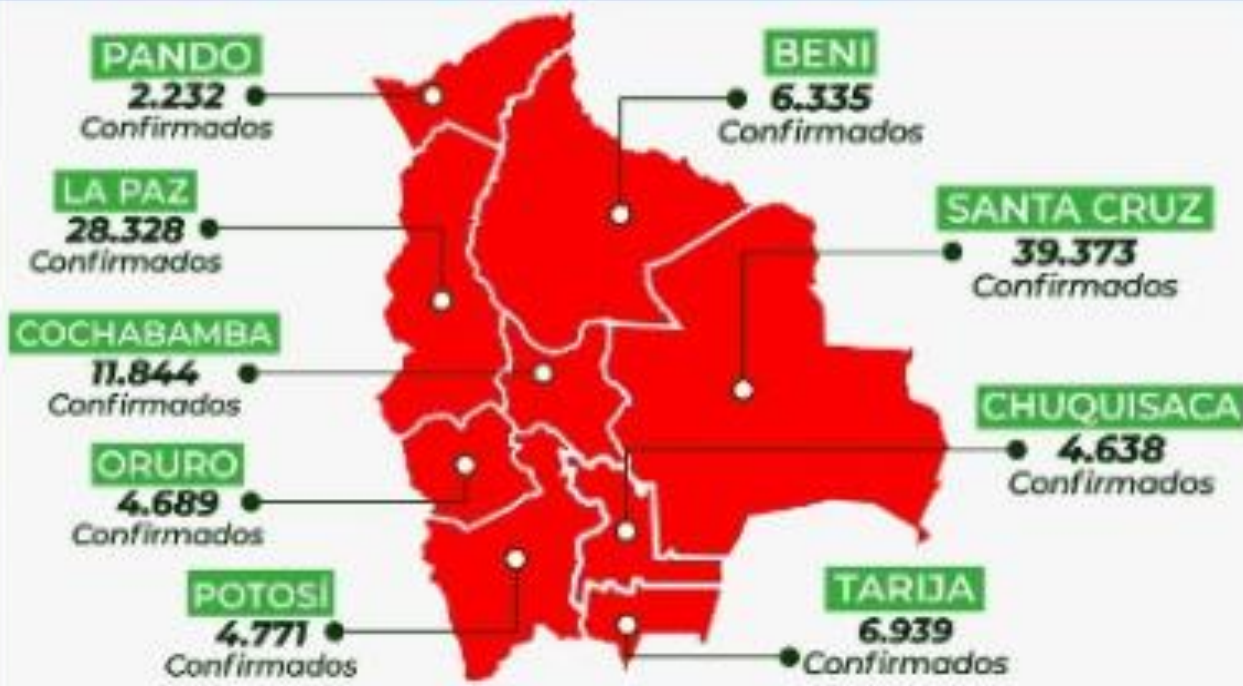 PANDO
2.232
Confirmados
BENI
6.335
Confirmados
LA PAZ
28.328
Confirmados
SANTA CRUZ
39.373
Confirmados
COCHABAMBA
11.844
Confirmados
CHUQUISACA
4.638
Confirmados
ORURO
4.689
Confirmados
POTOSÍ
4.771
Confirmados
TARIJA
6.939
Confirmados